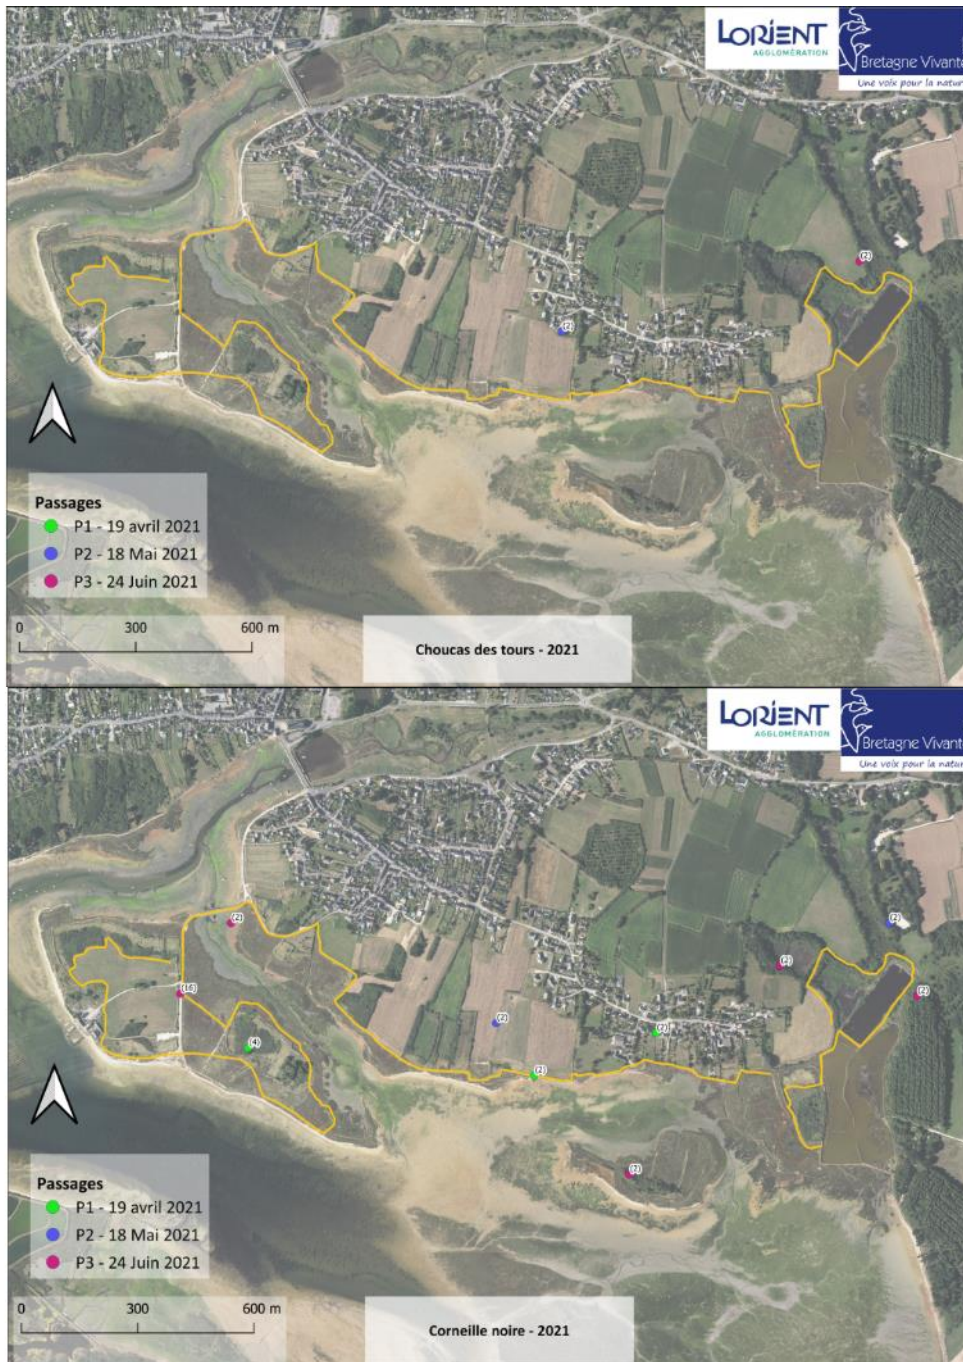 LORIENT
AGGLOMÉRATION
Bretagne Vivante
Une voix pour la nature
(2)
(2)
Passages
P1 - 19 avril 2021
P2 - 18 Mai 2021
P3 - 24 Juin 2021
0 300 600 m
Choucas des tours - 2021
LORIENT
AGGLOMÉRATION
Bretagne Vivante
Une voix pour la nature
(2)
(2)
(2)
(16)
(2)
(2)
(2)
(4)
(2)
(2)
Passages
P1 - 19 avril 2021
P2 - 18 Mai 2021
P3 - 24 Juin 2021
0 300 600 m
Corneille noire - 2021